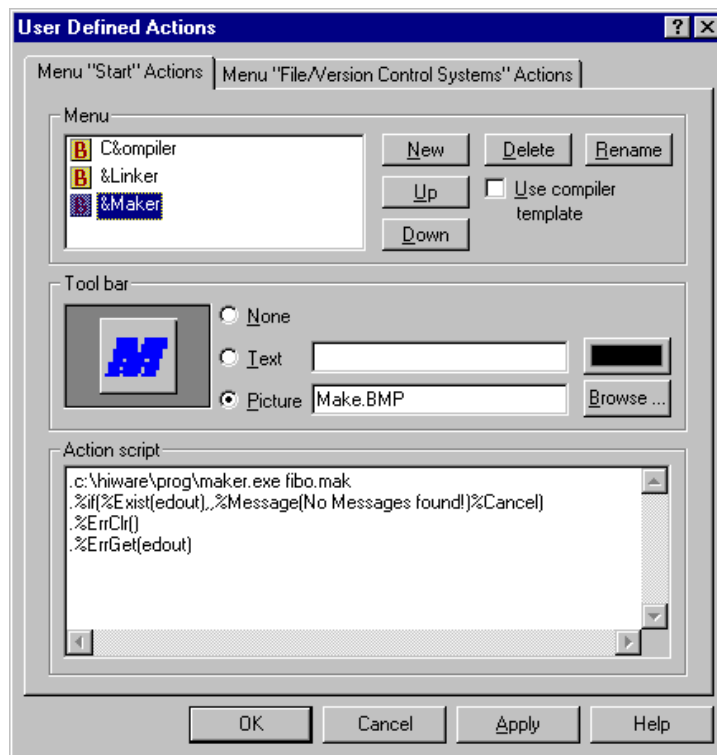 User Defined Actions
Menu "Start" Actions
Menu "File/Version Control Systems" Actions
Menu
C&ompiler
&Linker
&Maker
New
Delete
Rename
Up
Use compiler
template
Down
Tool bar
None
Text
Picture
Make.BMP
Browse ...
Action script
.c:\hiware\prog\maker.exe fibo.mak
.%if(%Exist(edout),,%Message(No Messages found!)%Cancel)
.%ErrClr()
.%ErrGet(edout)
OK
Cancel
Apply
Help